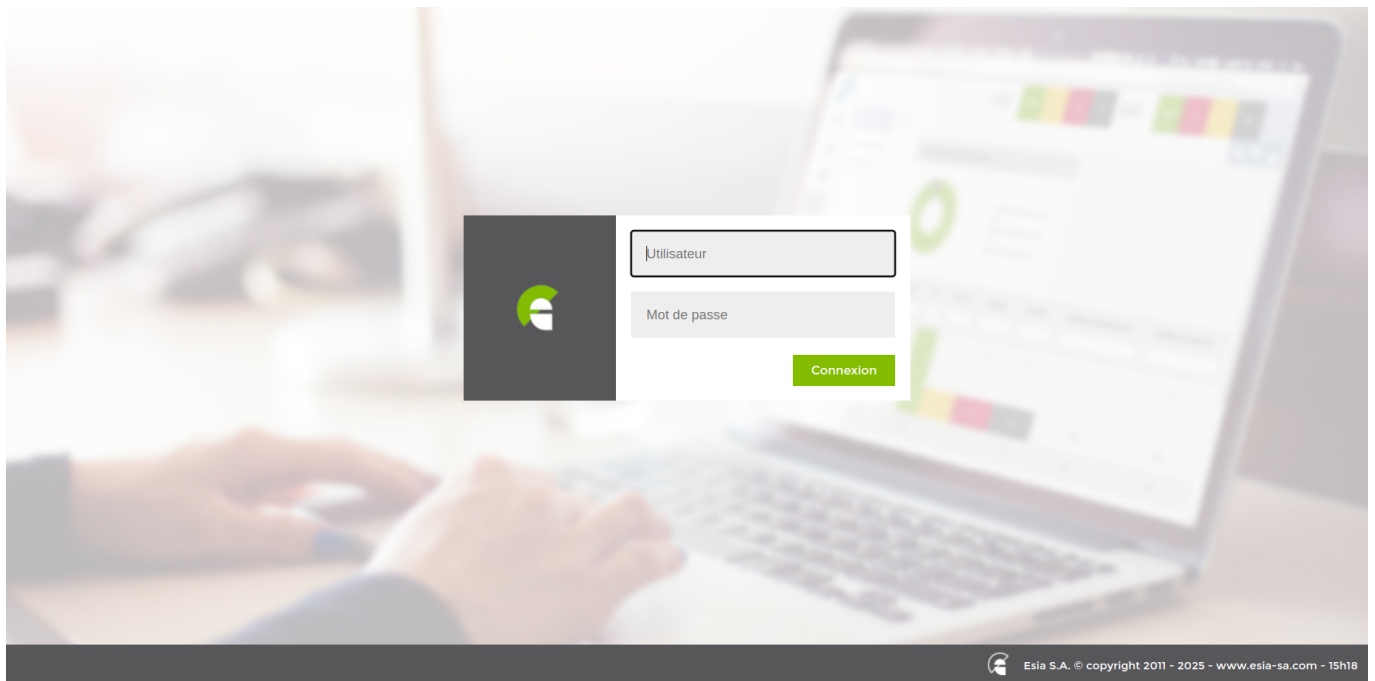 Utilisateur
Mot de passe
Connexion
Esia S.A. © copyright 2011 - 2025 - www.esia-sa.com - 15h18